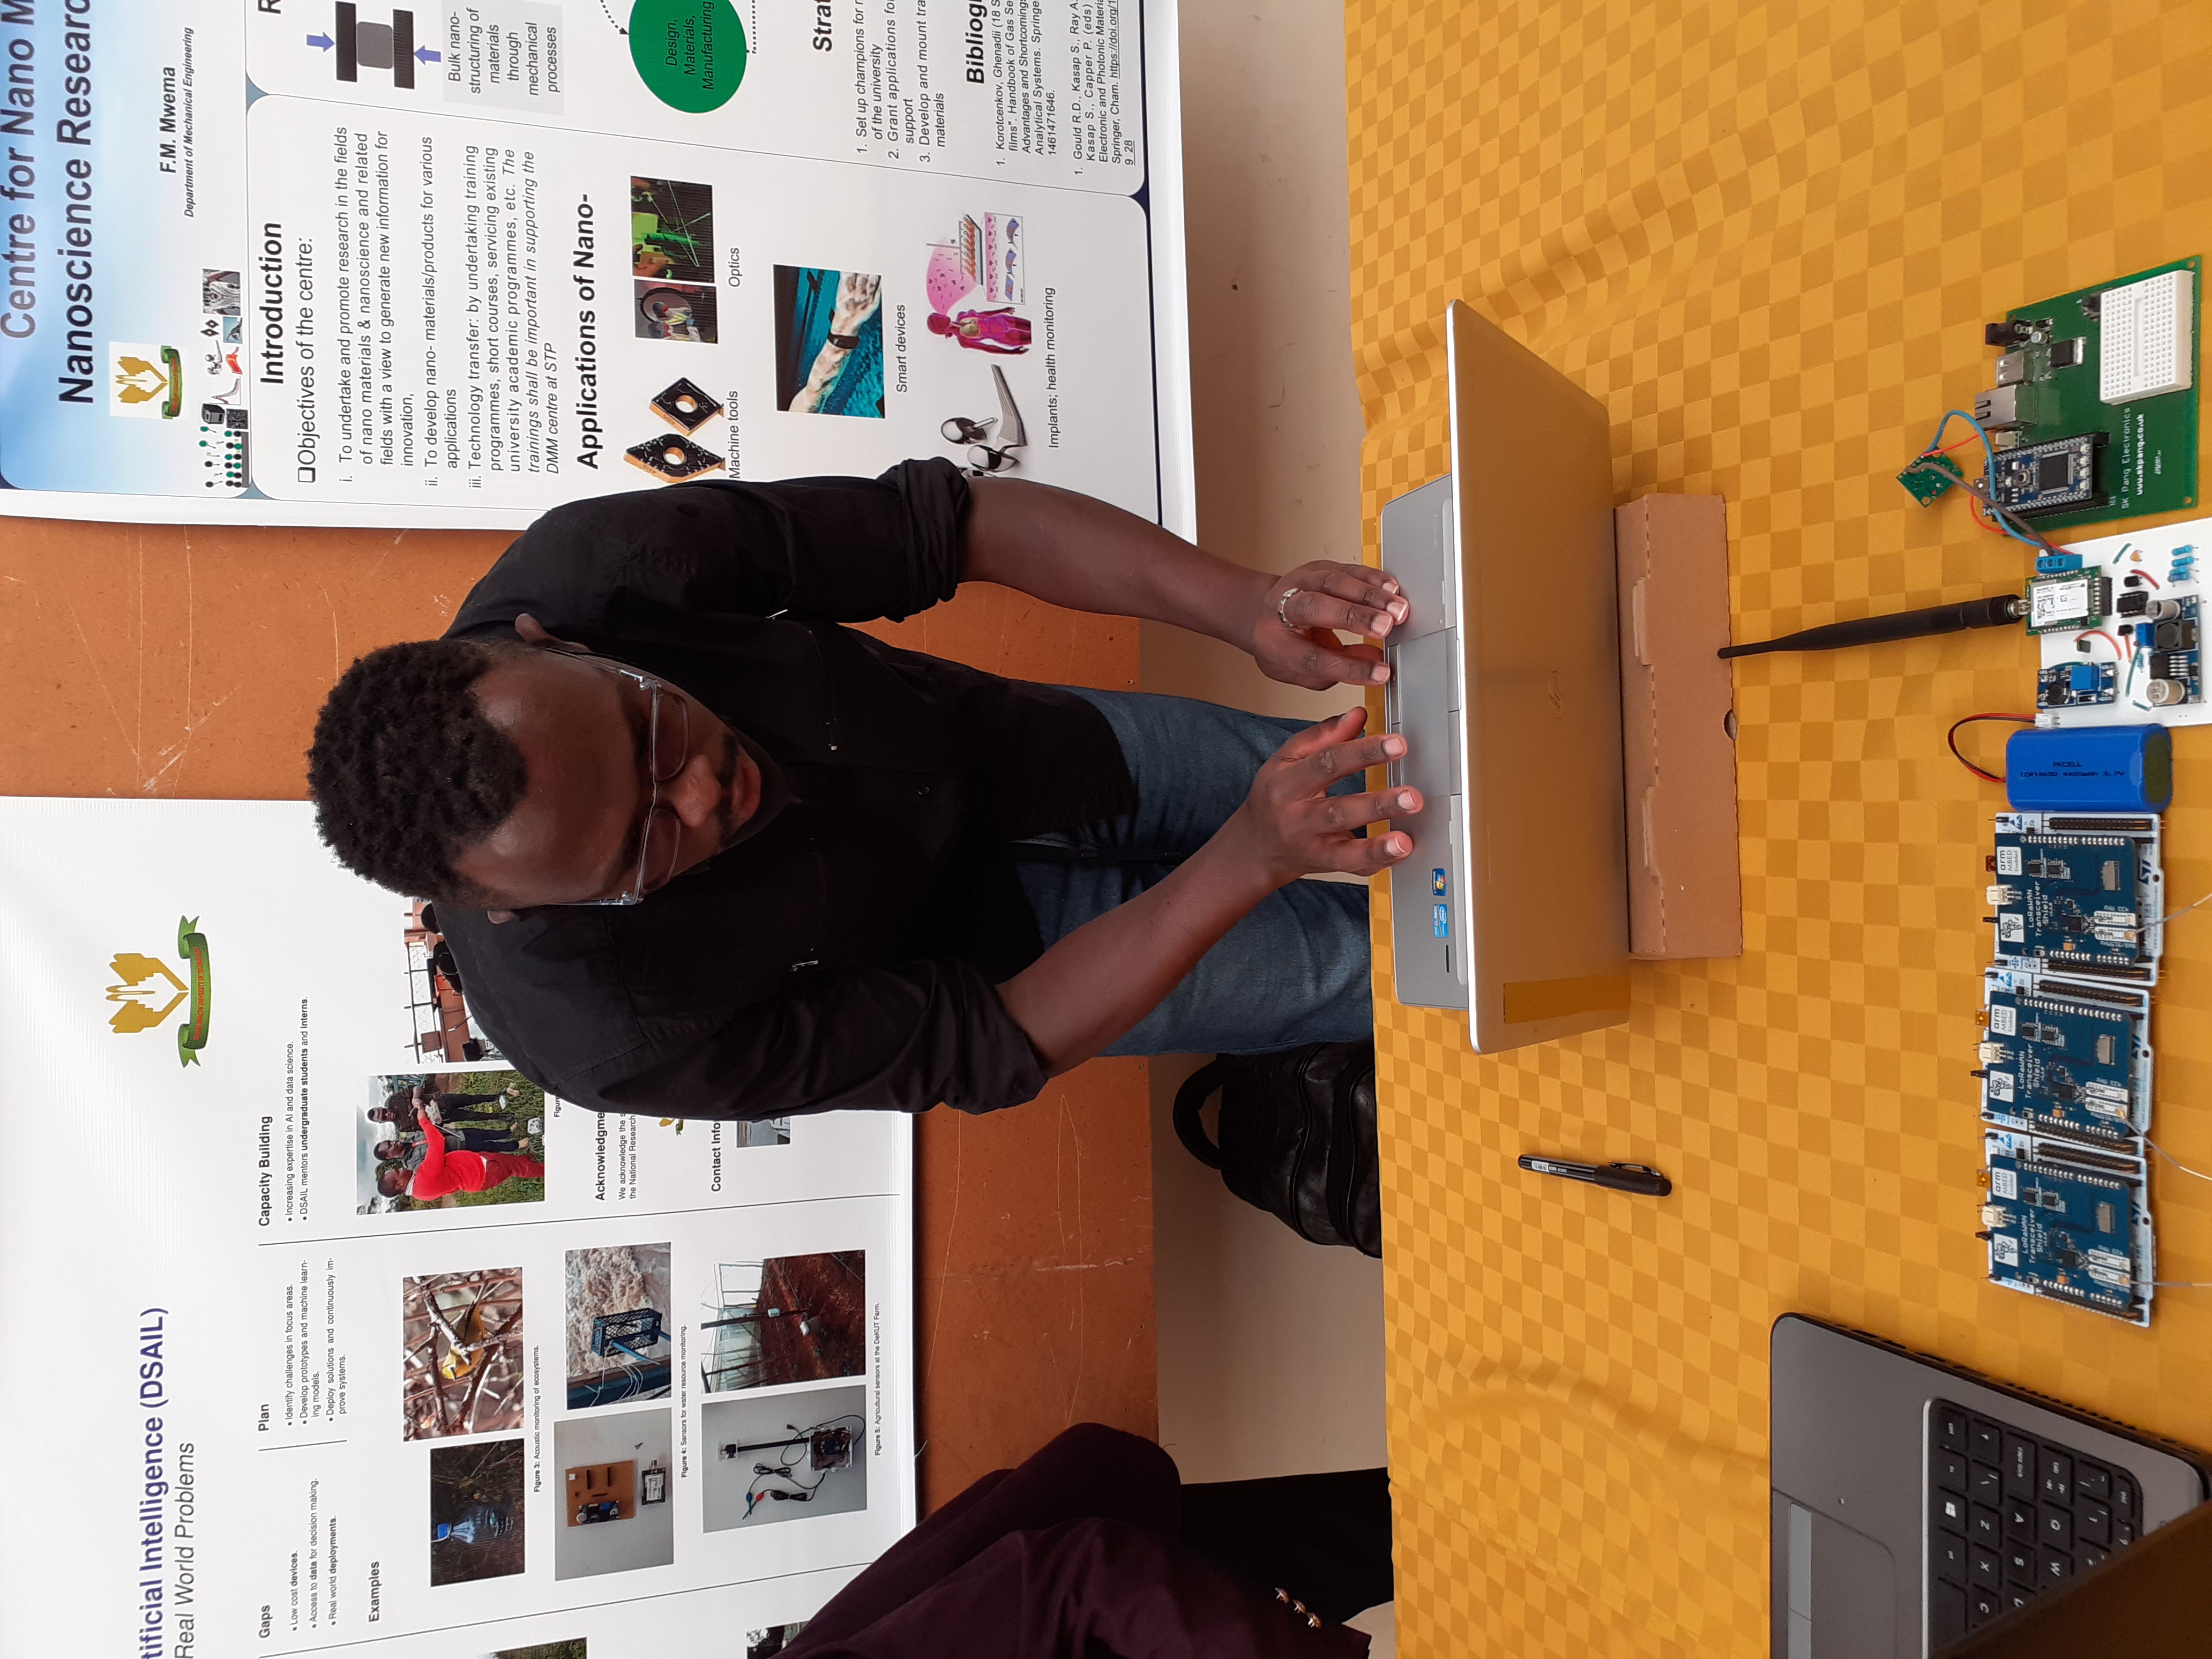 tificial Intelligence (DSAIL)
Real World Problems
Gaps
• Low cost devices.
• Access to data for decision making.
• Real world deployments.
Examples
Plan
• Identify challenges in focus areas.
• Develop prototypes and machine learn-
ing models.
• Deploy solutions and continuously im-
prove systems.
Figure 3: Acoustic monitoring of ecosystems.
Figure 4: Sensors for water resource monitoring.
Figure 5: Agricultural sensors at the DeKUT Farm.
Capacity Building
• Increasing expertise in AI and data science.
• DSAIL mentors undergraduate students and interns.
Figure
Acknowledgme
We acknowledge the s
the National Research
Contact Info
Centre for Nano M
Nanoscience Researc
F.M. Mwema
Department of Mechanical Engineering
Introduction
❑Objectives of the centre:
i. To undertake and promote research in the fields
of nano materials & nanoscience and related
fields with a view to generate new information for
innovation,
ii. To develop nano- materials/products for various
applications
iii. Technology transfer: by undertaking training
programmes, short courses, servicing existing
university academic programmes, etc. The
trainings shall be important in supporting the
DMM centre at STP
Applications of Nano-
Machine tools
Optics
Smart devices
Implants; health monitoring
R
Bulk nano-
structuring of
materials
through
mechanical
processes
Design,
Materials,
Manufacturing
Strat
1. Set up champions for r
of the university
2. Grant applications fo
support
3. Develop and mount tra
materials
Bibliog
1. Korotcenkov, Ghenadii (18 S
films". Handbook of Gas Se
Advantages and Shortcomings
Analytical Systems. Springe
1461471646.
1. Gould R.D., Kasap S., Ray A.
Kasap S., Capper P. (eds)
Electronic and Photonic Materia
Springer, Cham. https://doi.org/1
9_28
hp
arm
MBED
Enabled
LoRaWAN
Transceiver
Shield
arm
MBED
Enabled
LoRaWAN
Transceiver
Shield
arm
MBED
Enabled
LoRaWAN
Transceiver
Shield
SK Pang Electronics
www.skpang.co.uk